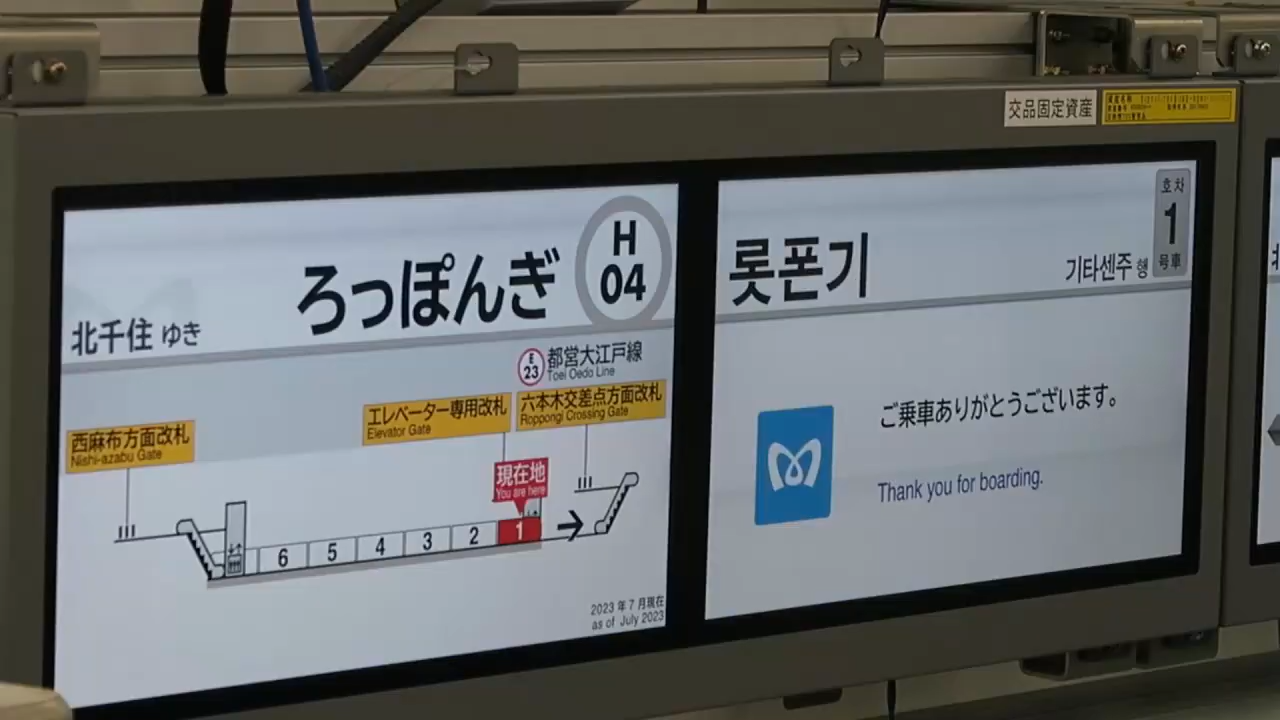 交品固定資産
H
04
ろっぽんぎ
北千住 ゆき
E
23
都営大江戸線
Toei Oedo Line
西麻布方面改札
Nishi-azabu Gate
エレベーター専用改札
Elevator Gate
六本木交差点方面改札
Roppongi Crossing Gate
現在地
You are here
6 5 4 3 2 1
2023 年 7 月現在
as of July 2023
롯폰기
기타센주 행
호차
1
号車
ご乗車ありがとうございます。
Thank you for boarding.